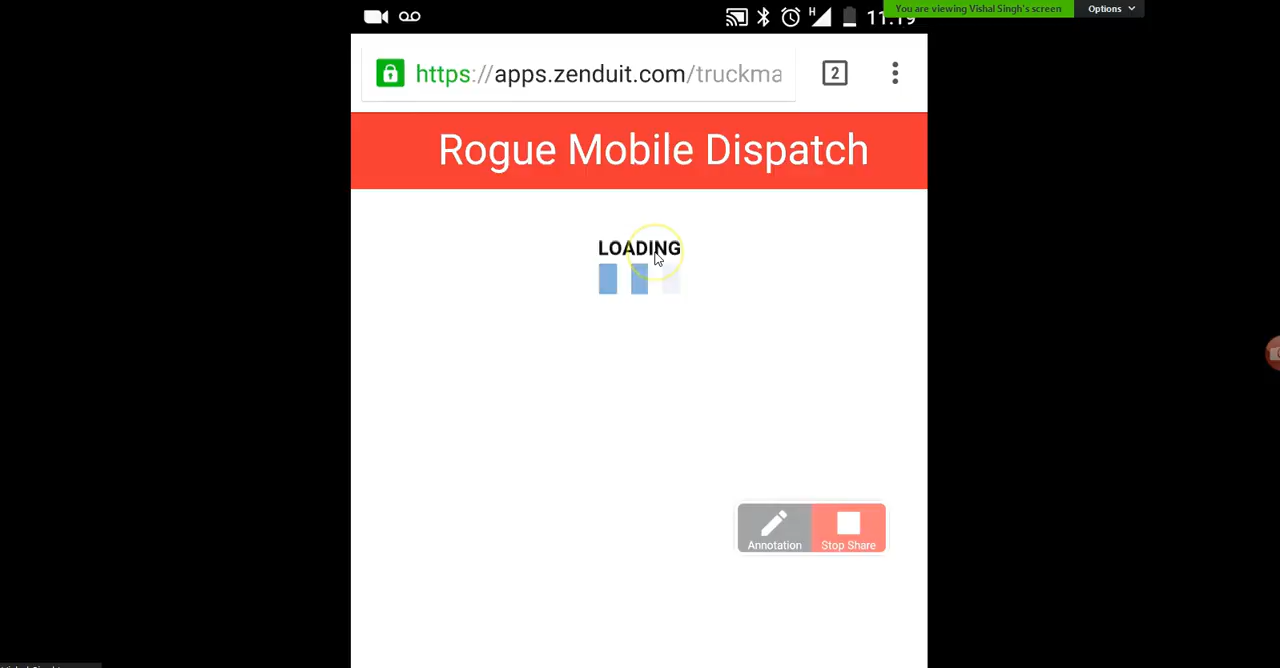 You are viewing Vishal Singh's screen
Options
H
11:19
https://apps.zenduit.com/truckma
2
Rogue Mobile Dispatch
LOADING
Annotation
Stop Share